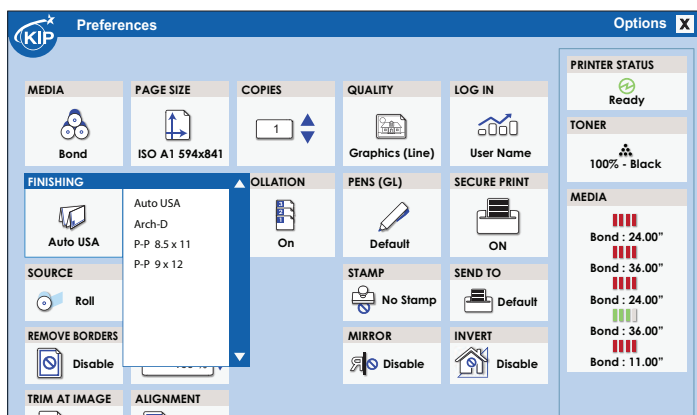 KIP
Preferences
Options X
MEDIA
PAGE SIZE
COPIES
QUALITY
LOG IN
Bond
ISO A1 594x841
1
Graphics (Line)
User Name
FINISHING
OLLATION
PENS (GL)
SECURE PRINT
Auto USA
Auto USA
Arch-D
P-P 8.5 x 11
P-P 9 x 12
On
Default
ON
SOURCE
STAMP
SEND TO
Roll
No Stamp
Default
REMOVE BORDERS
MIRROR
INVERT
Disable
Disable
Disable
TRIM AT IMAGE
ALIGNMENT
PRINTER STATUS
Ready
TONER
100% - Black
MEDIA
Bond : 24.00”
Bond : 36.00”
Bond : 24.00”
Bond : 36.00”
Bond : 11.00”